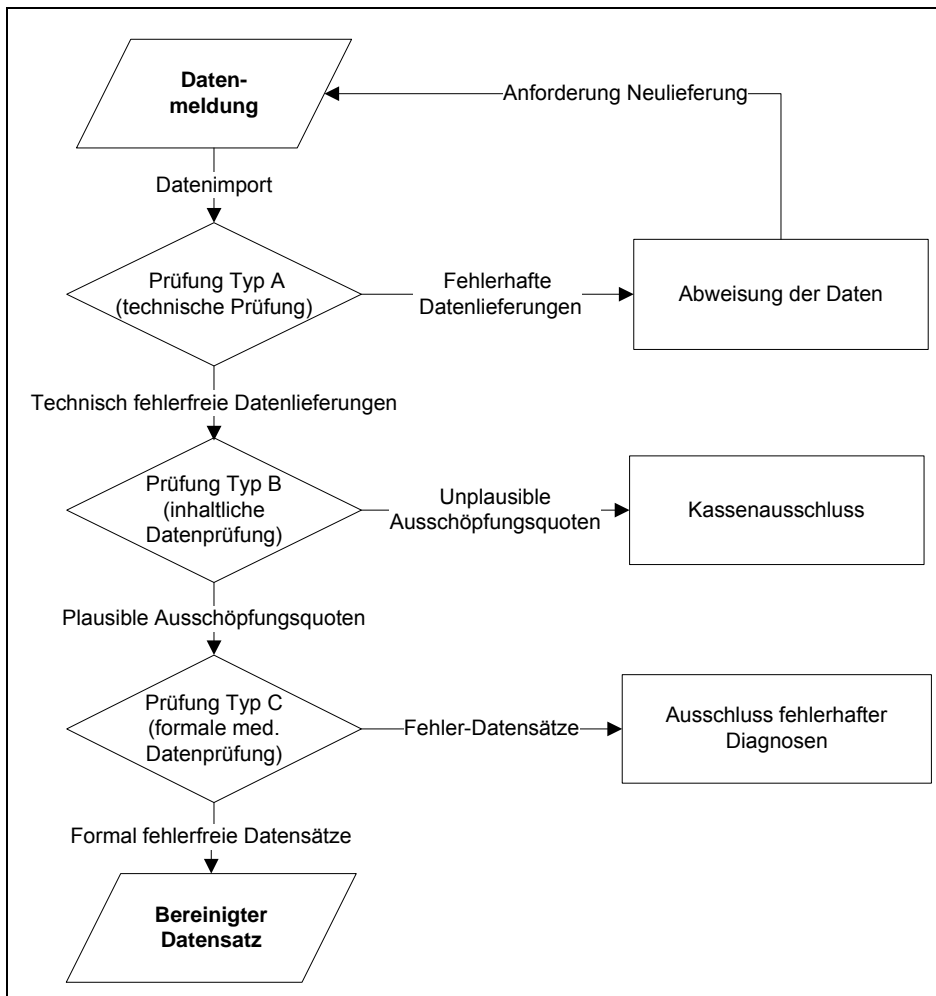 Daten-
meldung
Anforderung Neulieferung
Datenimport
Prüfung Typ A
(technische Prüfung)
Fehlerhafte
Datenlieferungen
Abweisung der Daten
Technisch fehlerfreie Datenlieferungen
Prüfung Typ B
(inhaltliche
Datenprüfung)
Unplausible
Ausschöpfungsquoten
Kassenausschluss
Plausible Ausschöpfungsquoten
Prüfung Typ C
(formale med.
Datenprüfung)
Fehler-Datensätze
Ausschluss fehlerhafter
Diagnosen
Formal fehlerfreie Datensätze
Bereinigter
Datensatz